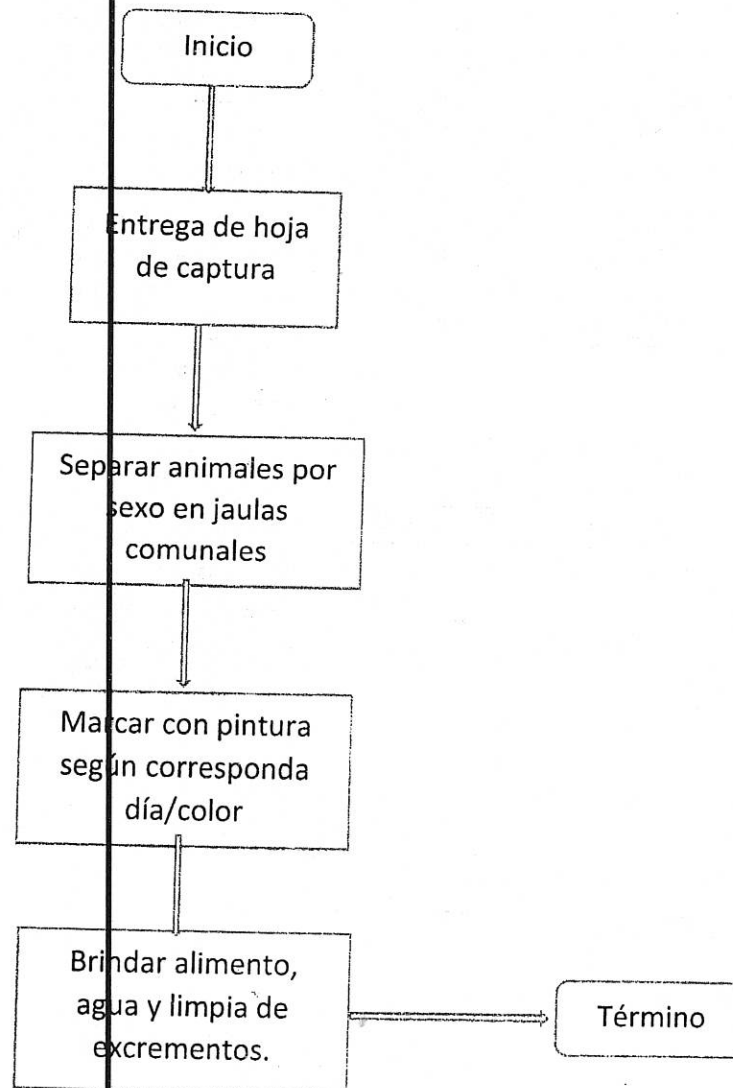 Inicio
Entrega de hoja
de captura
Separar animales por
sexo en jaulas
comunales
Marcar con pintura
según corresponda
día/color
Brindar alimento,
agua y limpia de
excrementos.
Término